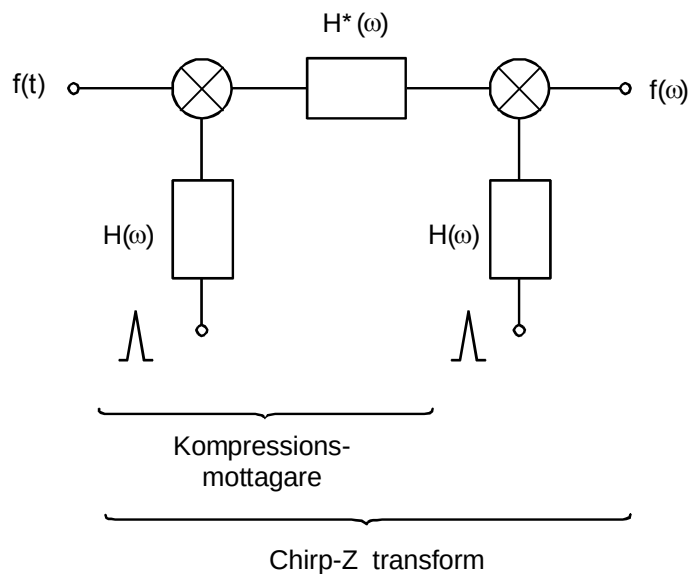 H*(ω)
f(t)
f(ω)
H(ω)
H(ω)
Kompressions-
mottagare
Chirp-Z transform